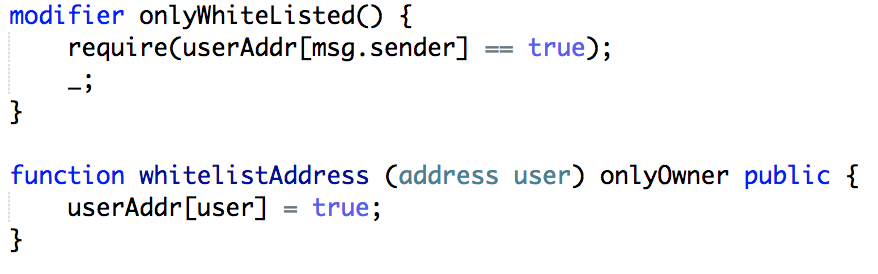 modifier onlyWhiteListed() {
    require(userAddr[msg.sender] == true);
    _;
}
function whitelistAddress (address user) onlyOwner public {
    userAddr[user] = true;
}